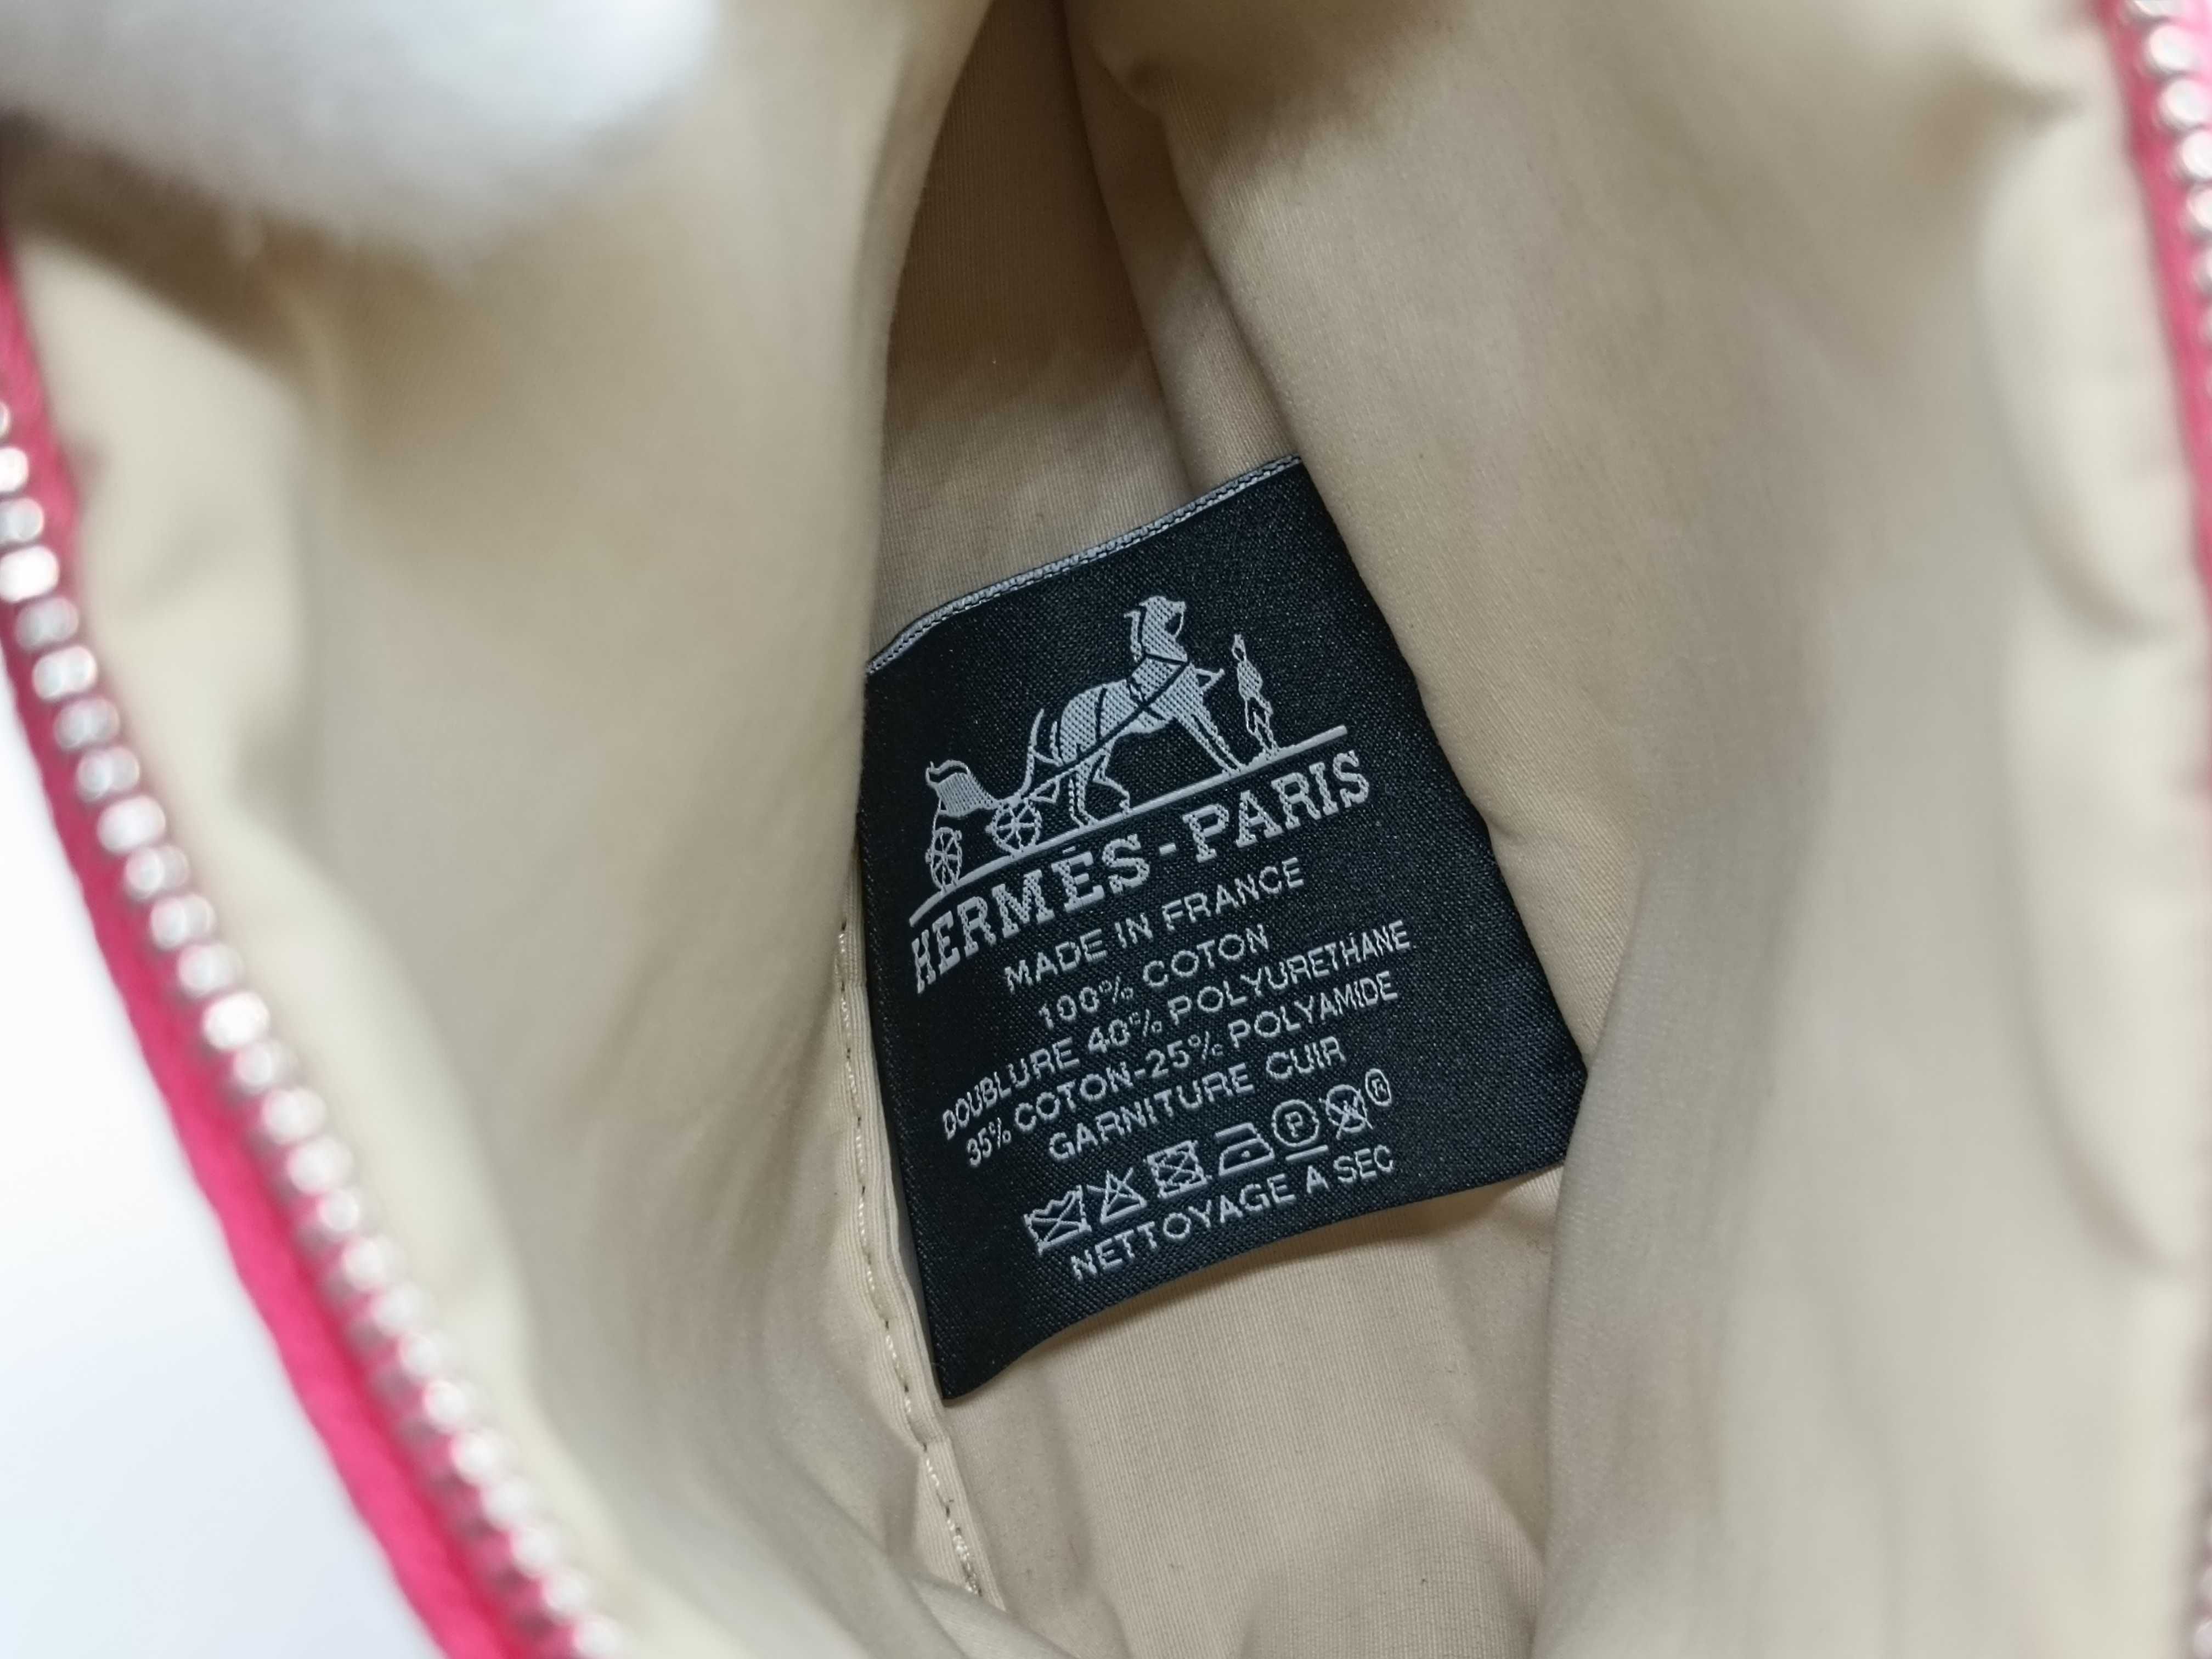 HERMÈS-PARIS
MADE IN FRANCE
100% COTON
DOUBLURE 40% POLYURETHANE
35% COTON-25% POLYAMIDE
GARNITURE CUIR
P ®
NETTOYAGE A SEC